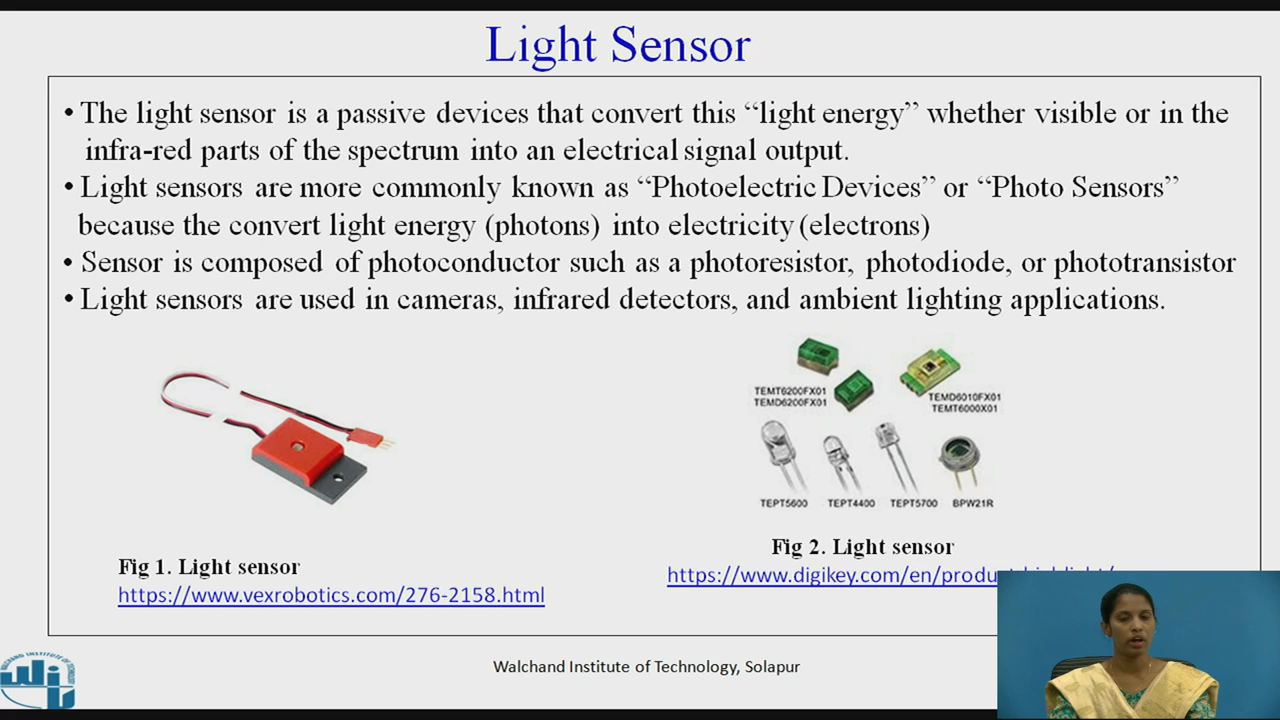 Light Sensor
• The light sensor is a passive devices that convert this “light energy” whether visible or in the
infra-red parts of the spectrum into an electrical signal output.
• Light sensors are more commonly known as “Photoelectric Devices” or “Photo Sensors”
because the convert light energy (photons) into electricity (electrons)
• Sensor is composed of photoconductor such as a photoresistor, photodiode, or phototransistor
• Light sensors are used in cameras, infrared detectors, and ambient lighting applications.
TEMT6200FX01
TEMD6200FX01
TEMD6010FX01
TEMT6000X01
TEPT5600 TEPT4400 TEPT5700 BPW21R
Fig 1. Light sensor
https://www.vexrobotics.com/276-2158.html
Fig 2. Light sensor
https://www.digikey.com/en/produ
Walchand Institute of Technology, Solapur